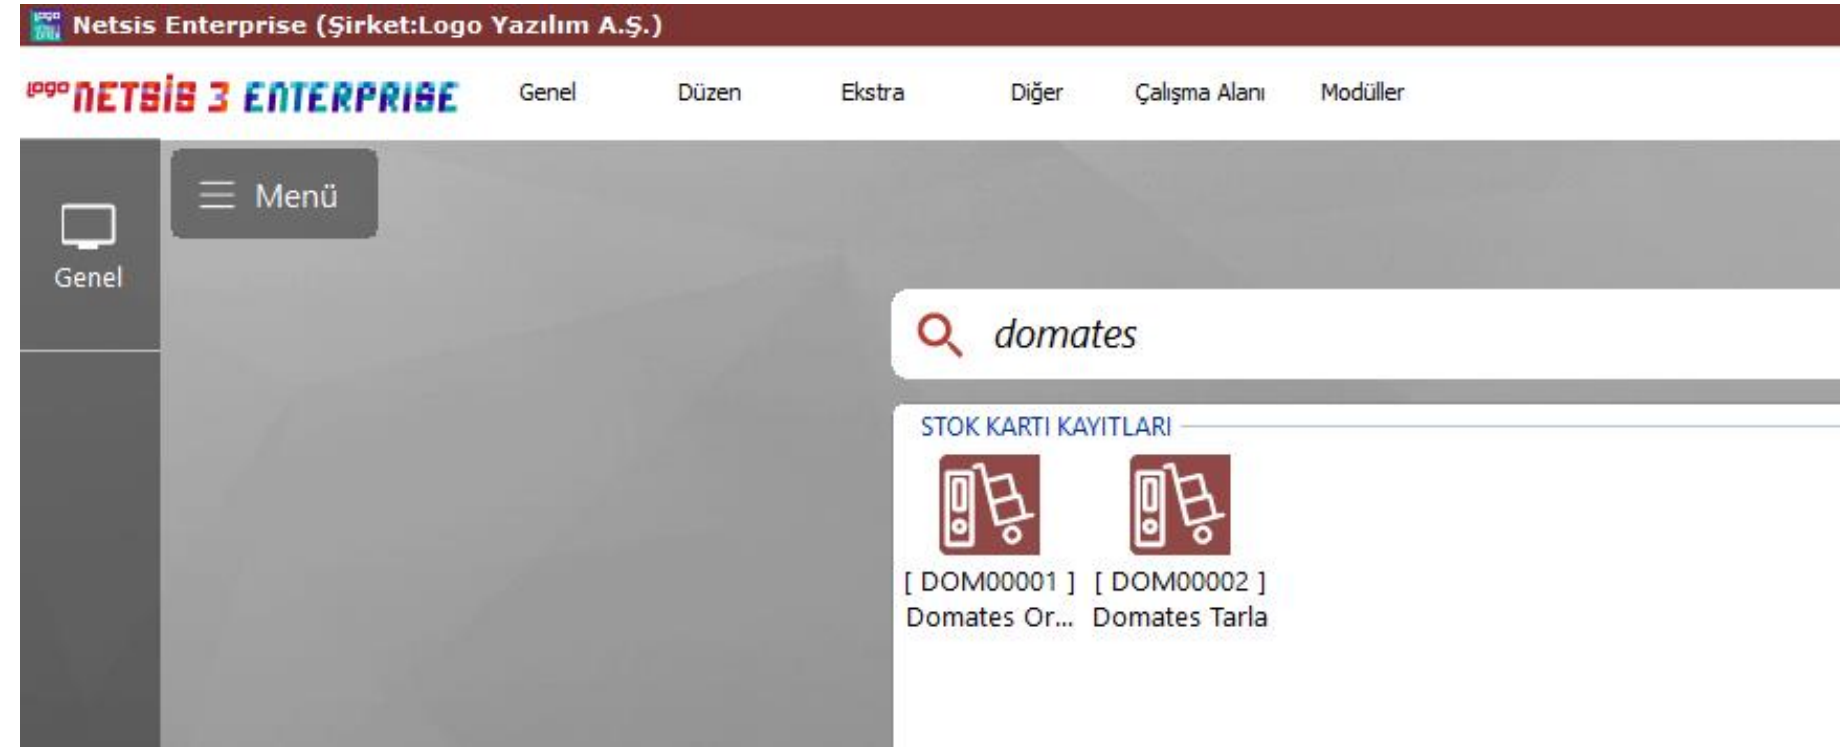 Netsis Enterprise (Şirket:Logo Yazılım A.Ş.)
LOGO NETSİS 3 ENTERPRISE
Genel Düzen Ekstra Diğer Çalışma Alanı Modüller
Menü
Genel
domates
STOK KARTI KAYITLARI
[ DOM00001 ] [ DOM00002 ]
Domates Or... Domates Tarla